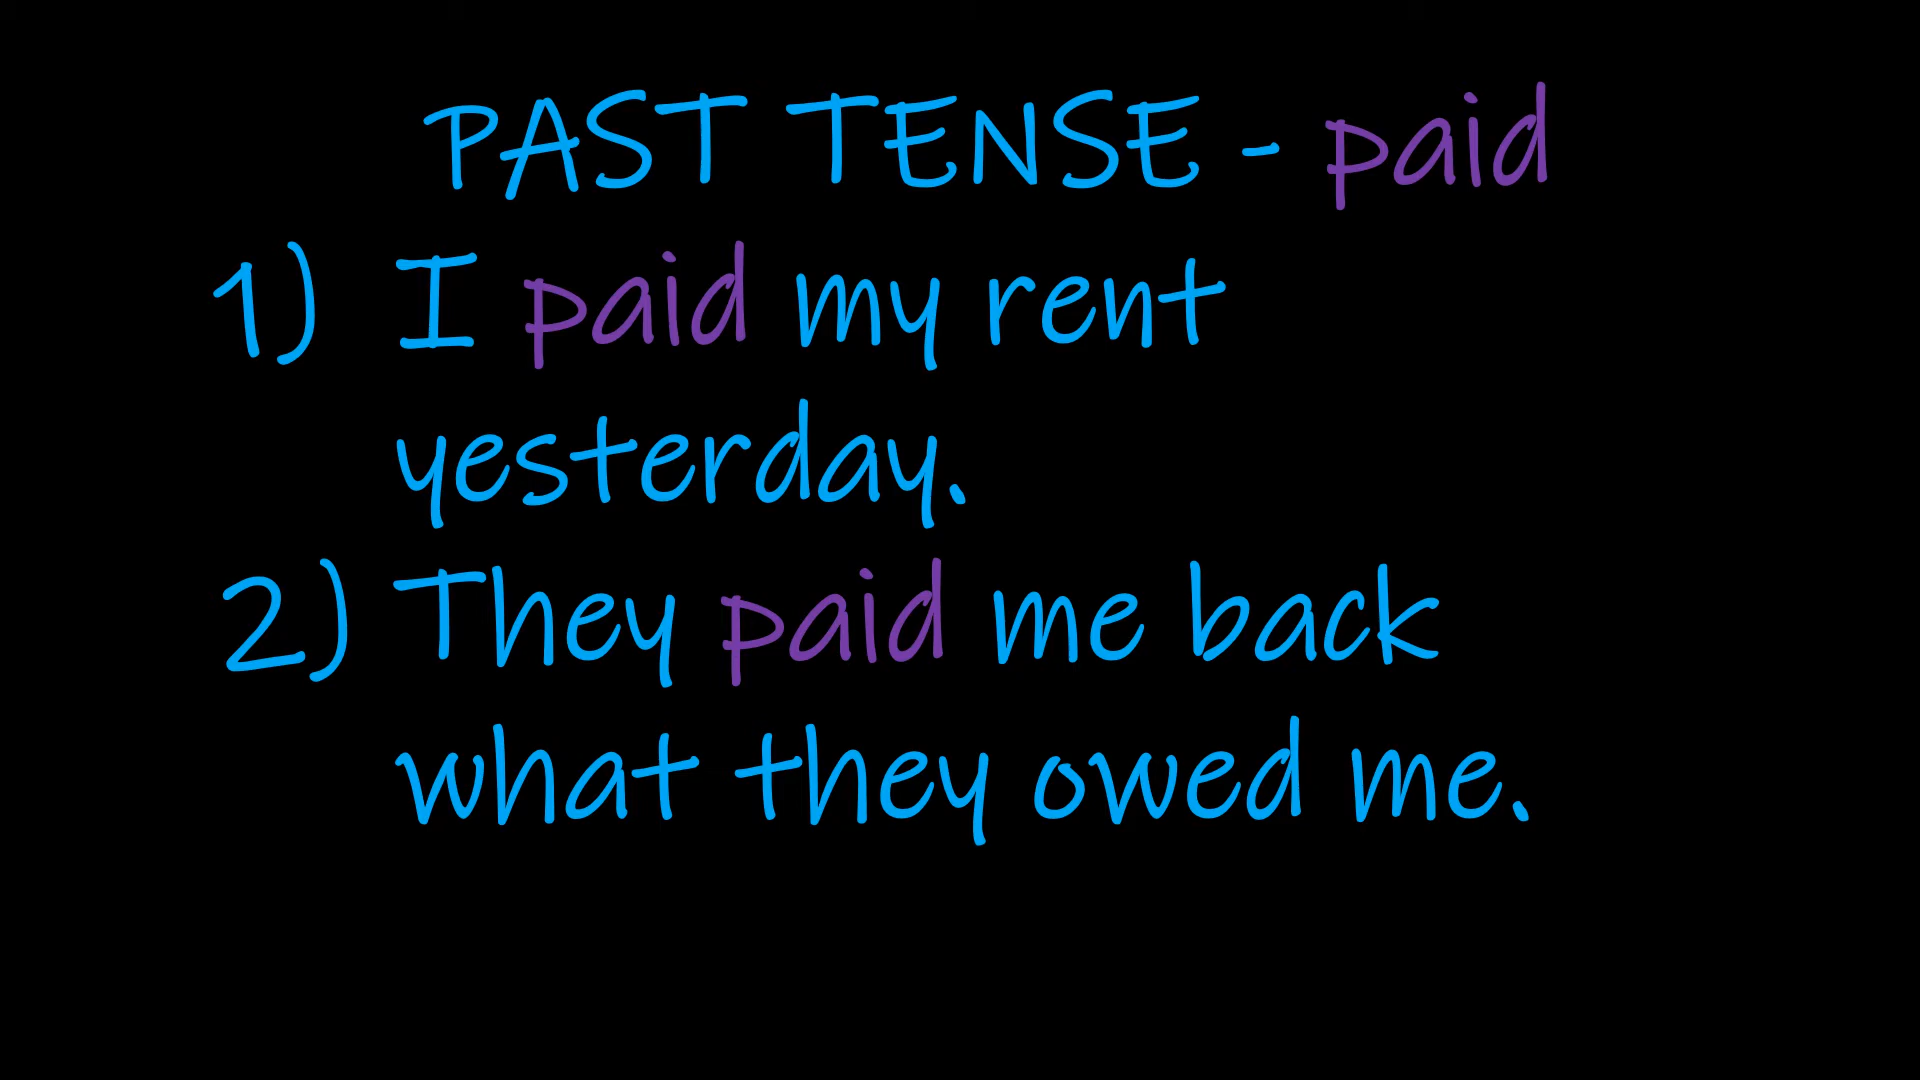 PAST TENSE - paid
1) I paid my rent
yesterday.
2) They paid me back
what they owed me.